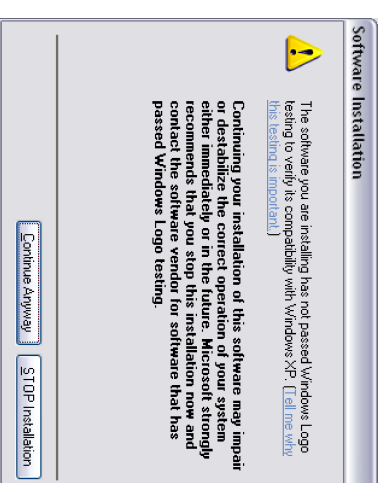 Software Installation
The software you are installing has not passed Windows Logo
testing to verify its compatibility with Windows XP. (Tell me why
this testing is important.)
Continuing your installation of this software may impair
or destabilize the correct operation of your system
either immediately or in the future. Microsoft strongly
recommends that you stop this installation now and
contact the software vendor for software that has
passed Windows Logo testing.
Continue Anyway
STOP Installation